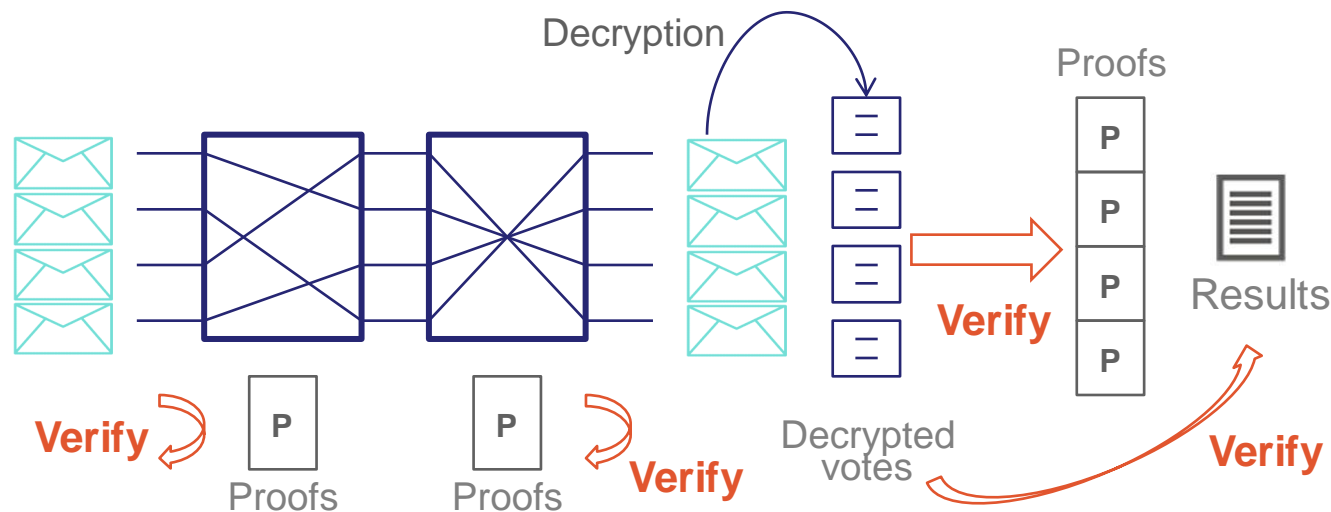 Decryption
Proofs
P
P
P
P
Results
Verify
Verify
P
Proofs
P
Proofs
Verify
Decrypted
votes
Verify